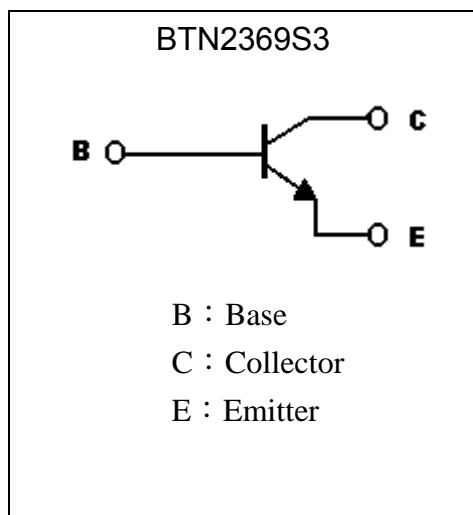 BTN2369S3
C
B
E
B：Base
C：Collector
E：Emitter